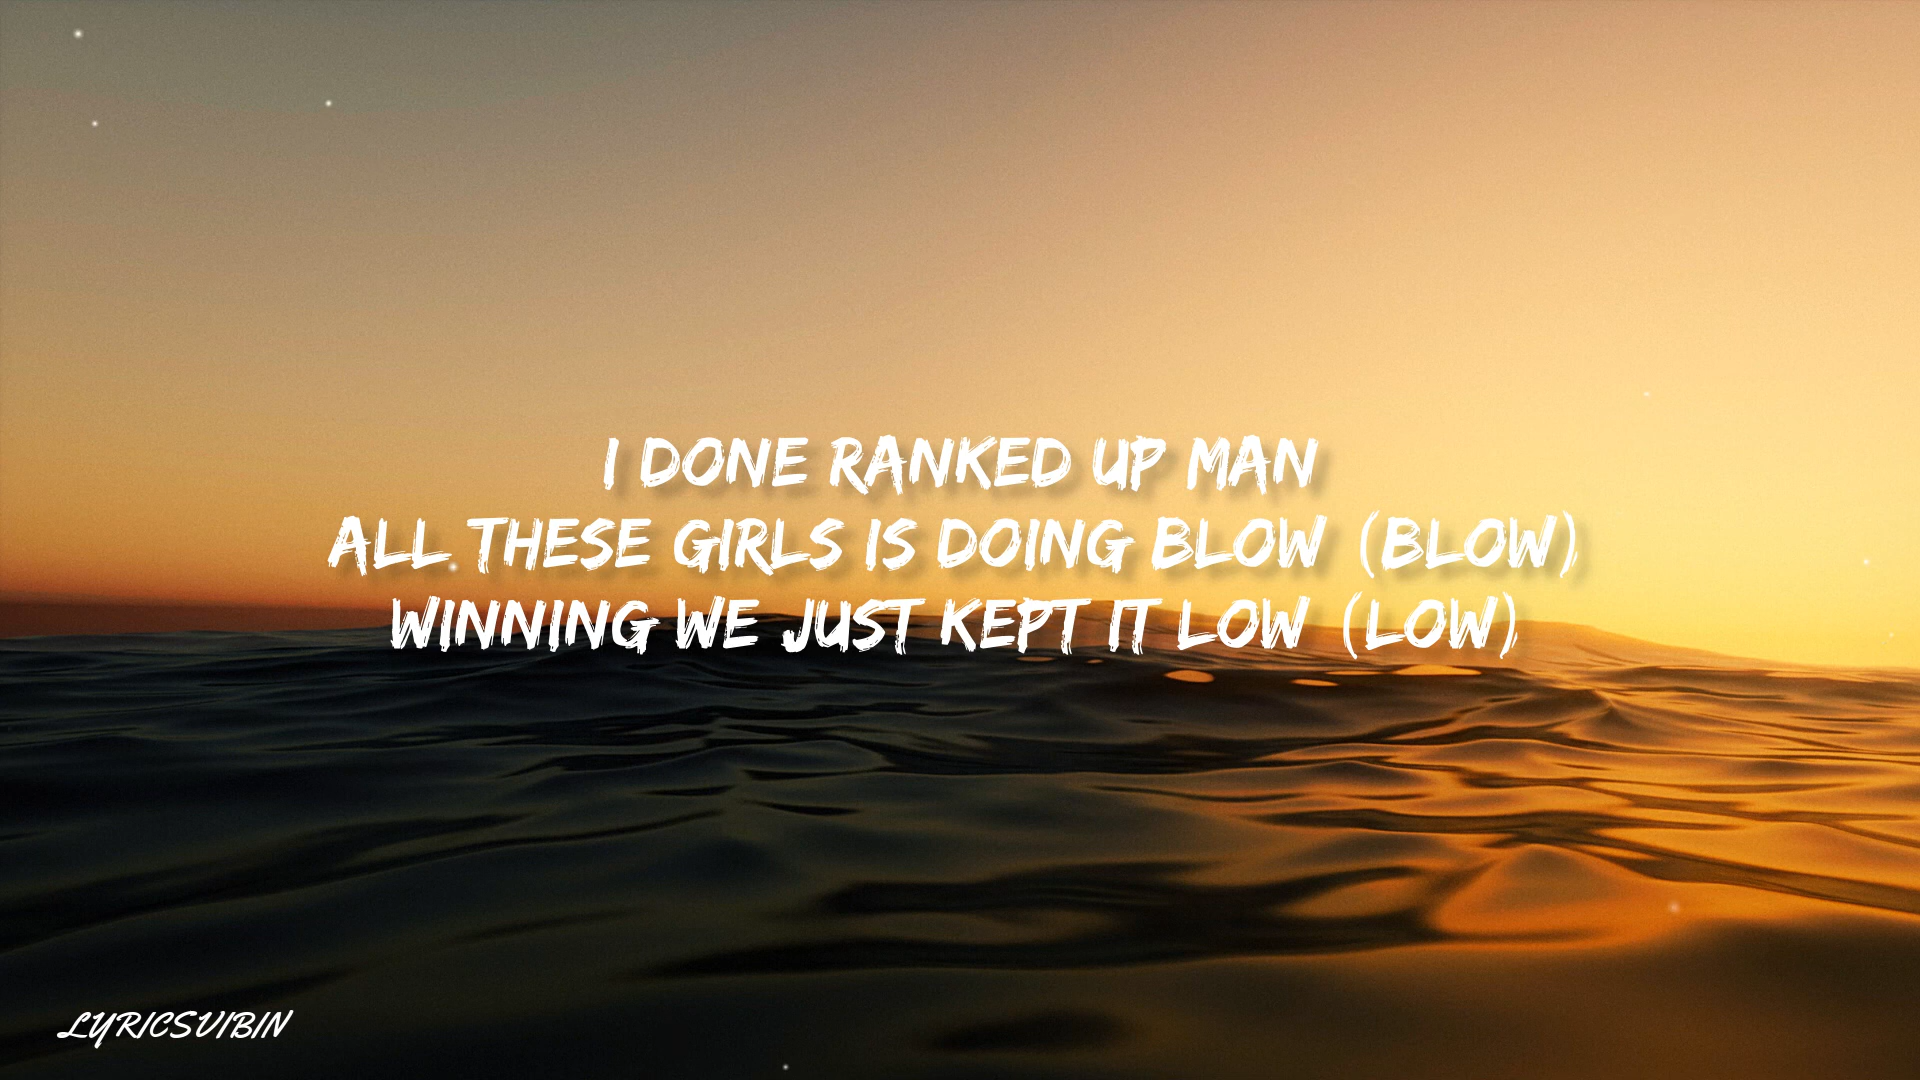 I DONE RANKED UP MAN
ALL THESE GIRLS IS DOING BLOW (BLOW)
WINNING WE JUST KEPT IT LOW (LOW)
LYRICSVIBIN